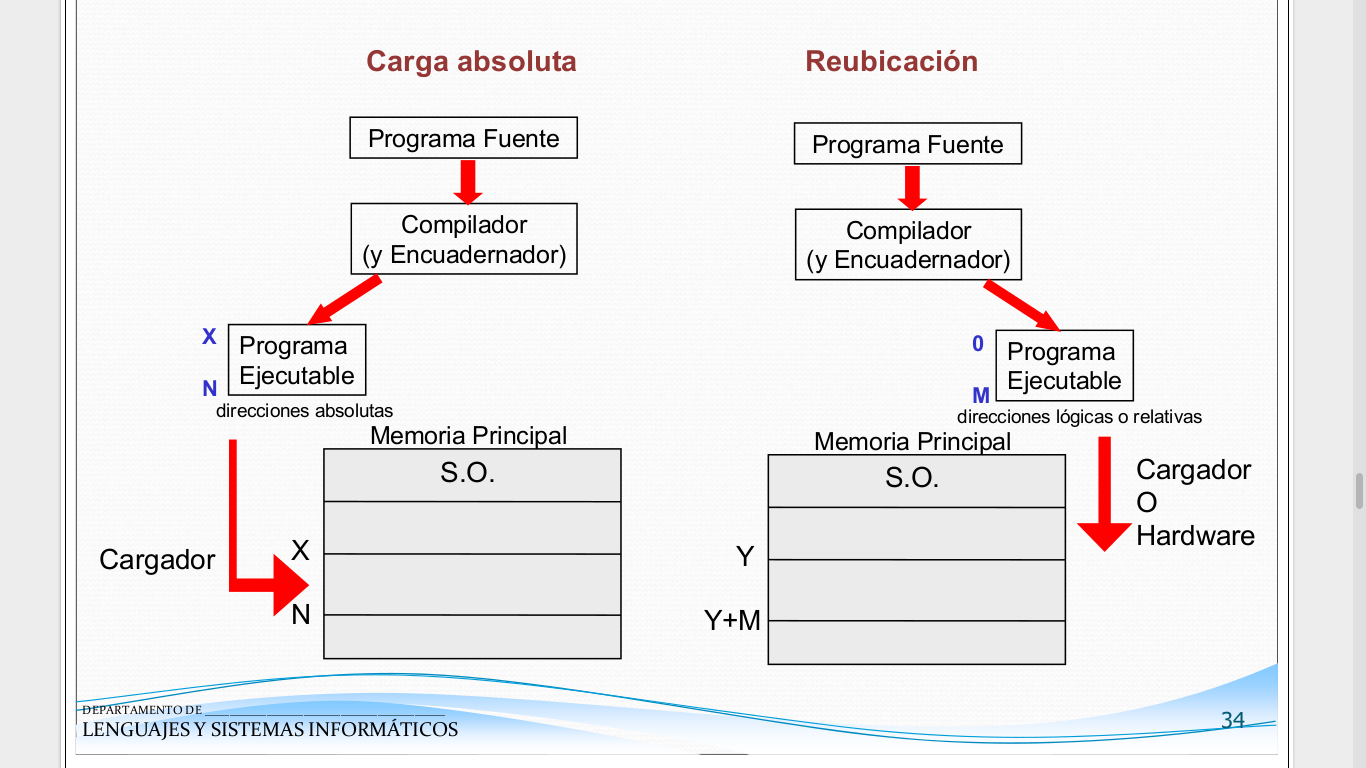 Carga absoluta
Programa Fuente
Compilador
(y Encuadernador)
X
N
Programa
Ejecutable
direcciones absolutas
Memoria Principal
S.O.
Cargador
X
N
Reubicación
Programa Fuente
Compilador
(y Encuadernador)
0
M
Programa
Ejecutable
direcciones lógicas o relativas
Memoria Principal
S.O.
Cargador
O
Hardware
Y
Y+M
DEPARTAMENTO DE
LENGUAJES Y SISTEMAS INFORMÁTICOS
34